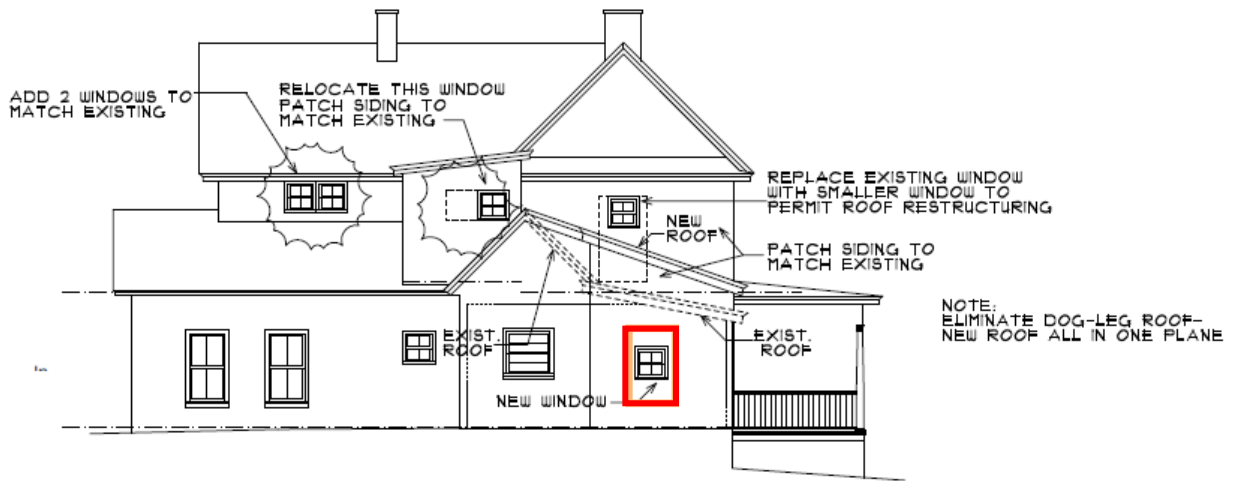 ADD 2 WINDOWS TO
MATCH EXISTING
RELOCATE THIS WINDOW
PATCH SIDING TO
MATCH EXISTING
REPLACE EXISTING WINDOW
WITH SMALLER WINDOW TO
PERMIT ROOF RESTRUCTURING
NEW
ROOF
PATCH SIDING TO
MATCH EXISTING
NOTE:
ELIMINATE DOG-LEG ROOF-
NEW ROOF ALL IN ONE PLANE
EXIST.
ROOF
EXIST.
ROOF
NEW WINDOW